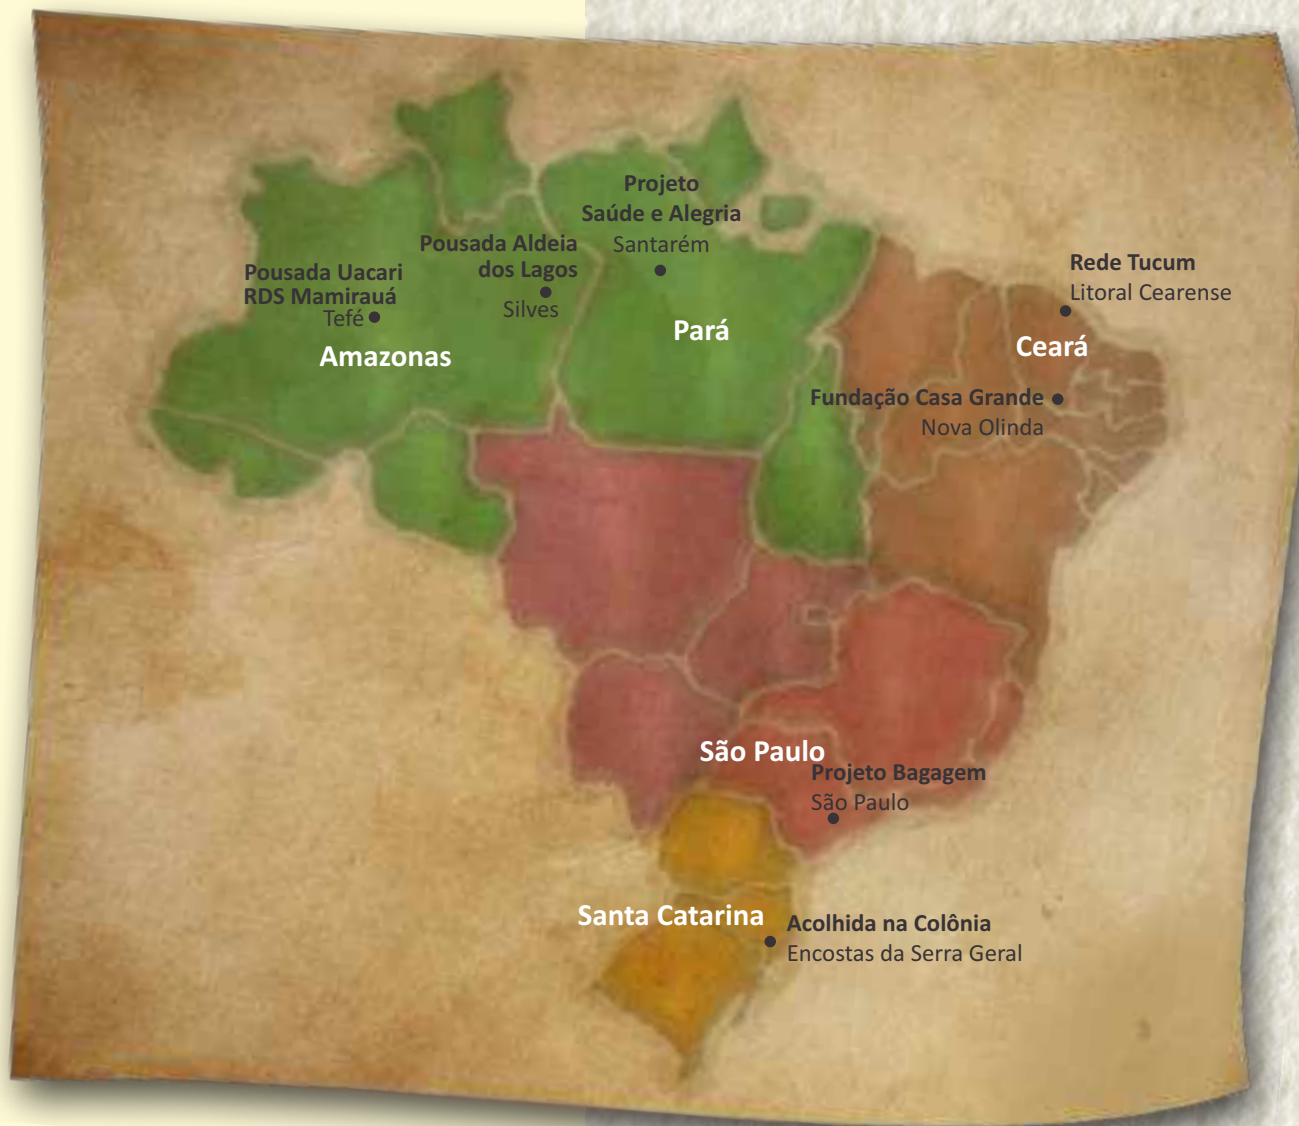 Projeto
Saúde e Alegria
Santarém
Pousada Aldeia
dos Lagos
Silves
Pousada Uacari
RDS Mamirauá
Tefé
Amazonas
Pará
Rede Tucum
Litoral Cearense
Ceará
Fundação Casa Grande
Nova Olinda
São Paulo
Projeto Bagagem
São Paulo
Santa Catarina
Acolhida na Colônia
Encostas da Serra Geral